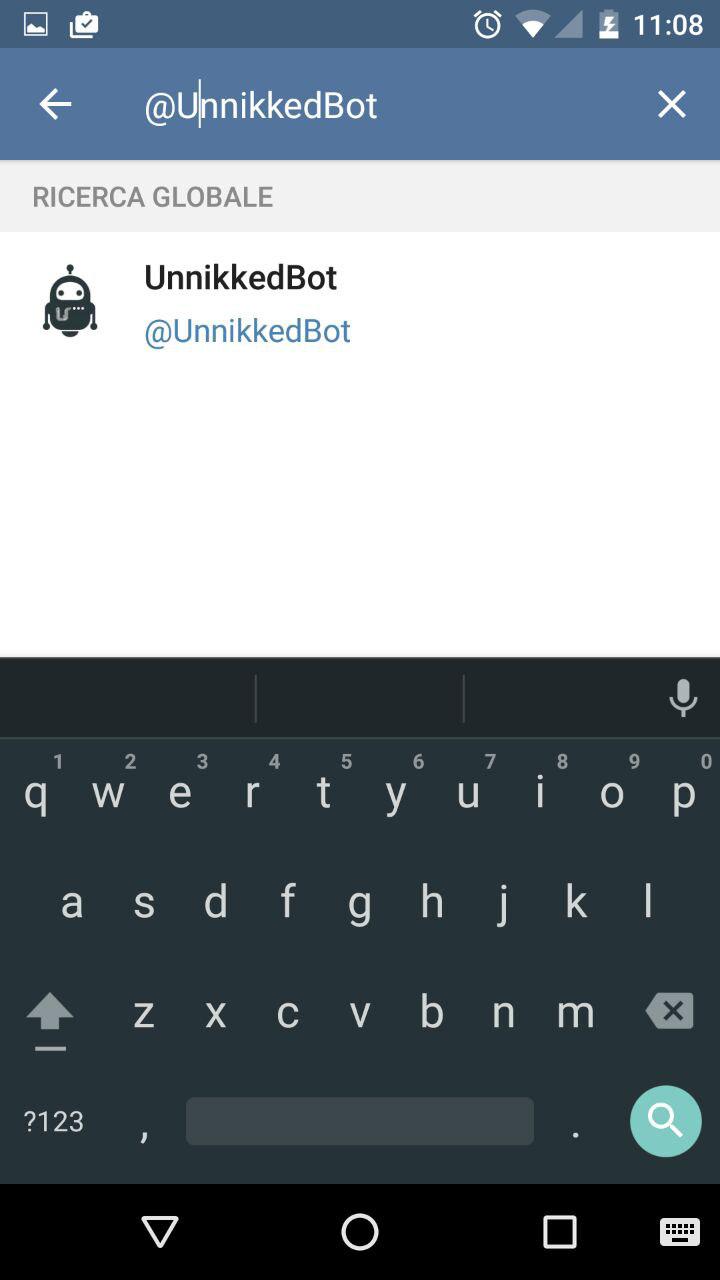 11:08
@UnnikkedBot
RICERCA GLOBALE
UnnikkedBot
@UnnikkedBot
1 2 3 4 5 6 7 8 9 0
q w e r t y u i o p
a s d f g h j k l
z x c v b n m
?123 , .